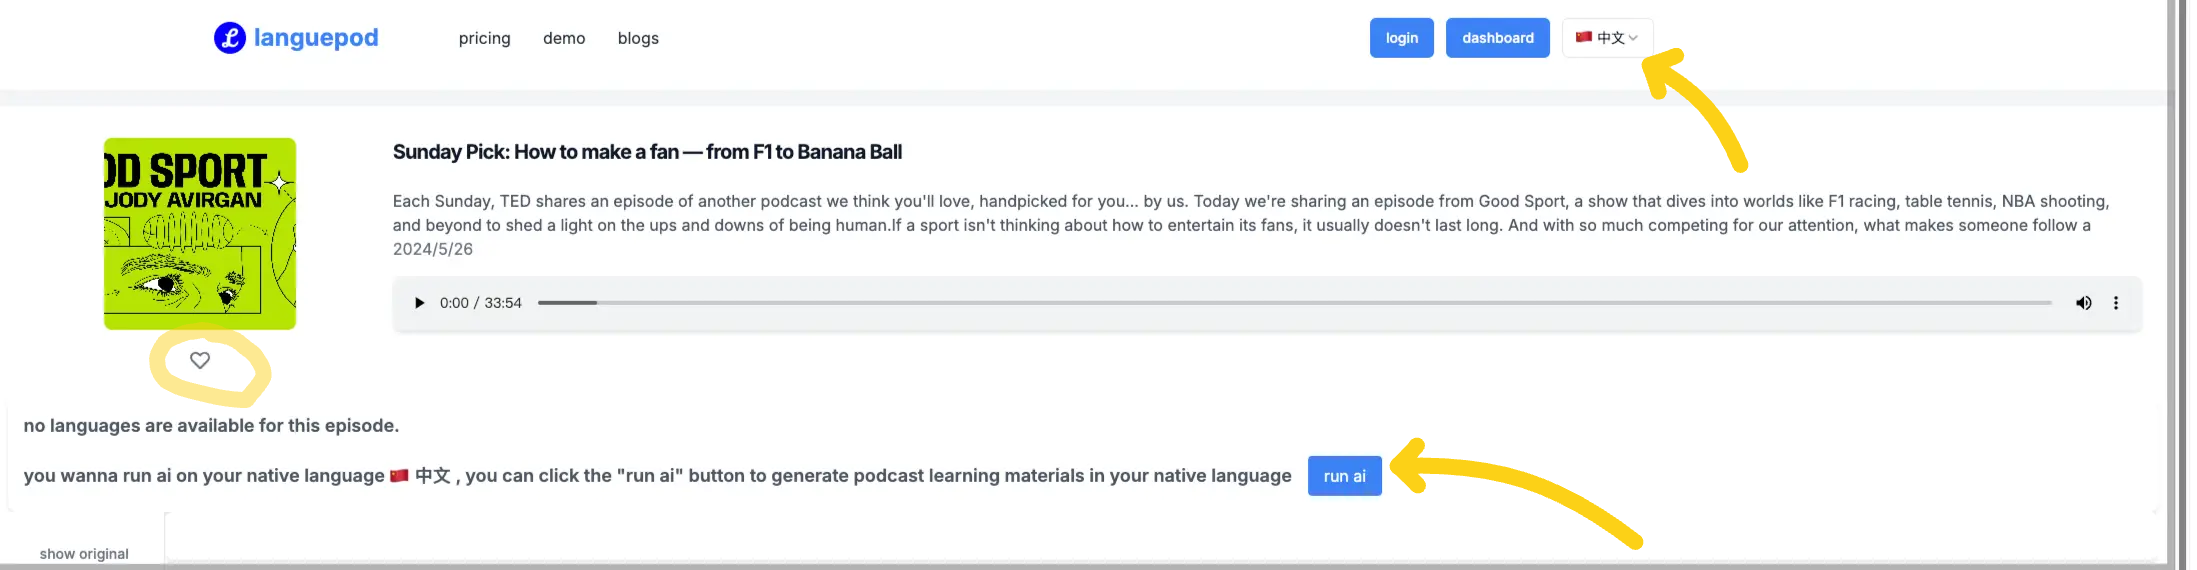 languepod
pricing
demo
blogs
login
dashboard
中文
OD SPORT
JODY AVIRGAN
Sunday Pick: How to make a fan — from F1 to Banana Ball
Each Sunday, TED shares an episode of another podcast we think you'll love, handpicked for you... by us. Today we're sharing an episode from Good Sport, a show that dives into worlds like F1 racing, table tennis, NBA shooting,
and beyond to shed a light on the ups and downs of being human.If a sport isn't thinking about how to entertain its fans, it usually doesn't last long. And with so much competing for our attention, what makes someone follow a
2024/5/26
0:00 / 33:54
no languages are available for this episode.
you wanna run ai on your native language 🇨🇳 中文 , you can click the "run ai" button to generate podcast learning materials in your native language
run ai
show original